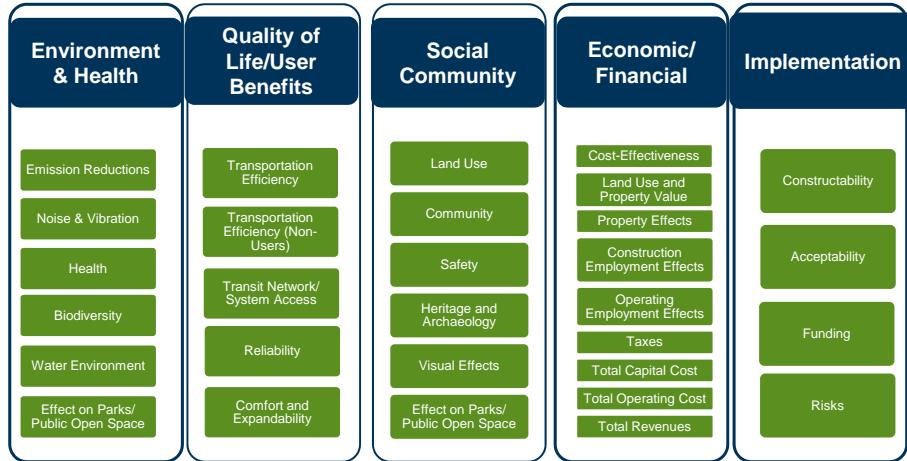 Environment
& Health
Emission Reductions
Noise & Vibration
Health
Biodiversity
Water Environment
Effect on Parks/
Public Open Space
Quality of
Life/User
Benefits
Transportation
Efficiency
Transportation
Efficiency (Non-
Users)
Transit Network/
System Access
Reliability
Comfort and
Expandability
Social
Community
Land Use
Community
Safety
Heritage and
Archaeology
Visual Effects
Effect on Parks/
Public Open Space
Economic/
Financial
Cost-Effectiveness
Land Use and
Property Value
Property Effects
Construction
Employment Effects
Operating
Employment Effects
Taxes
Total Capital Cost
Total Operating Cost
Total Revenues
Implementation
Constructability
Acceptability
Funding
Risks